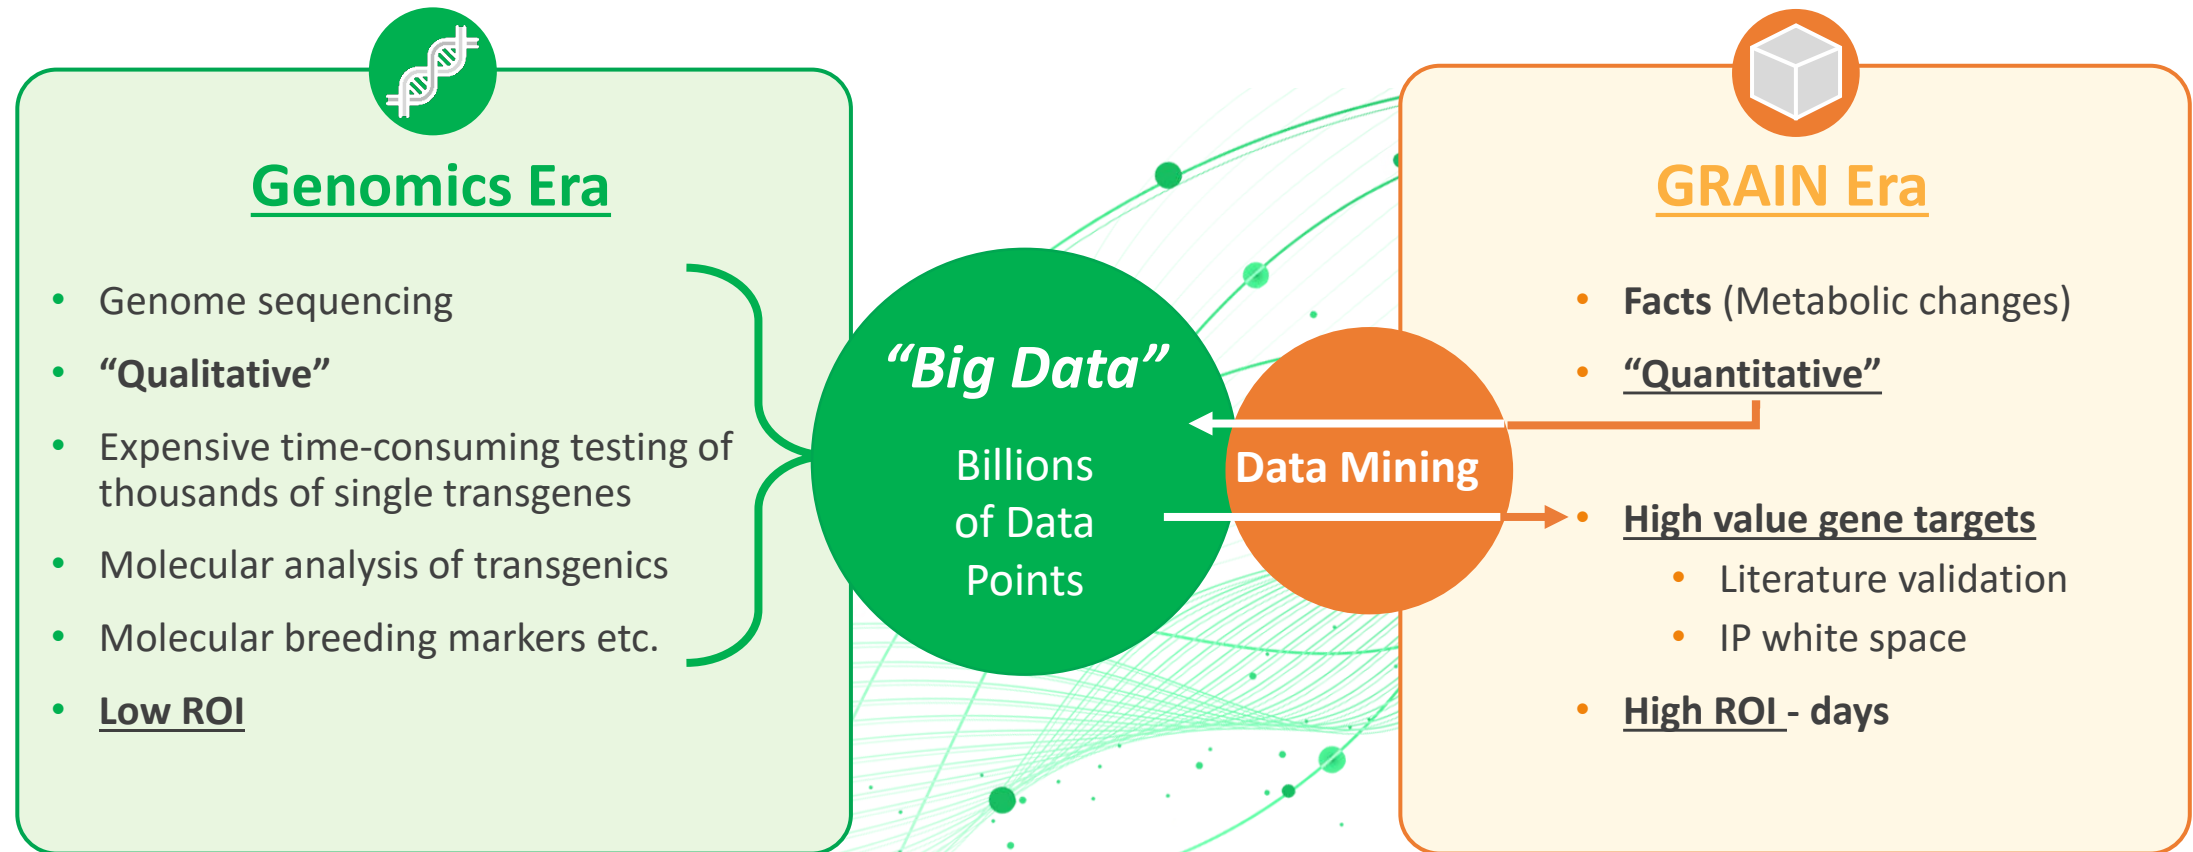 Genomics Era
• Genome sequencing
• “Qualitative”
• Expensive time-consuming testing of
thousands of single transgenes
• Molecular analysis of transgenics
• Molecular breeding markers etc.
• Low ROI
“Big Data”
Billions
of Data
Points
Data Mining
GRAIN Era
• Facts (Metabolic changes)
• “Quantitative”
• High value gene targets
• Literature validation
• IP white space
• High ROI - days